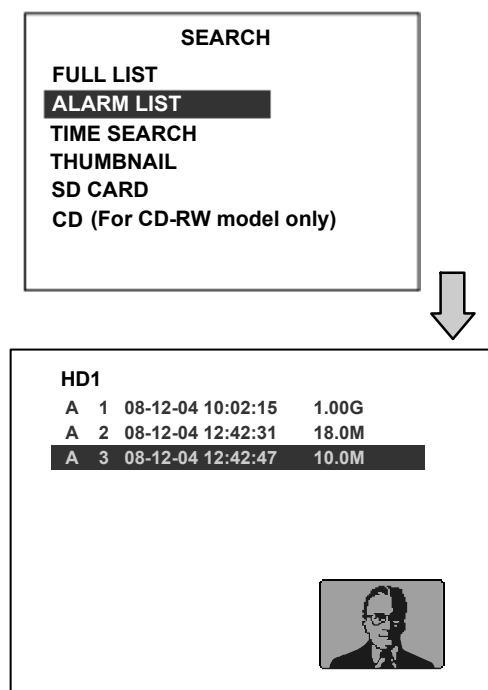 SEARCH
FULL LIST
ALARM LIST
TIME SEARCH
THUMBNAIL
SD CARD
CD (For CD-RW model only)
HD1
A 1 08-12-04 10:02:15 1.00G
A 2 08-12-04 12:42:31 18.0M
A 3 08-12-04 12:42:47 10.0M